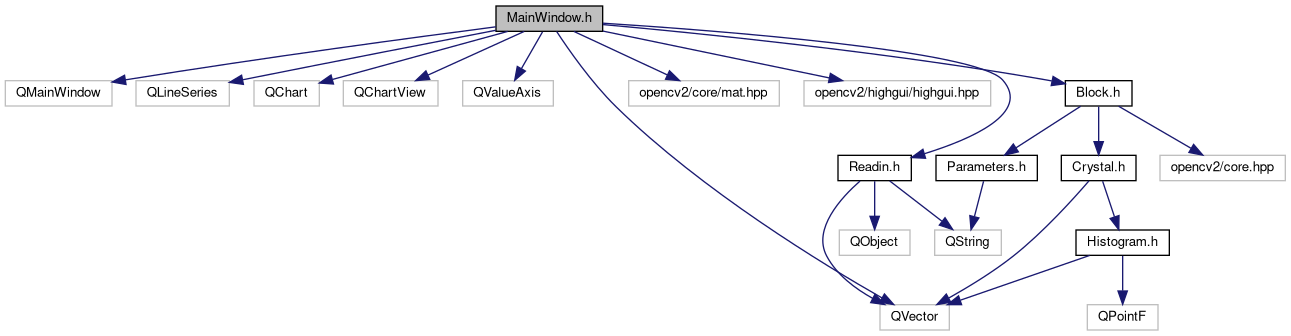 MainWindow.h
QMainWindow
QLineSeries
QChart
QChartView
QValueAxis
opencv2/core/mat.hpp
opencv2/highgui/highgui.hpp
Block.h
Readin.h
Parameters.h
Crystal.h
opencv2/core.hpp
QObject
QString
Histogram.h
QVector
QPointF